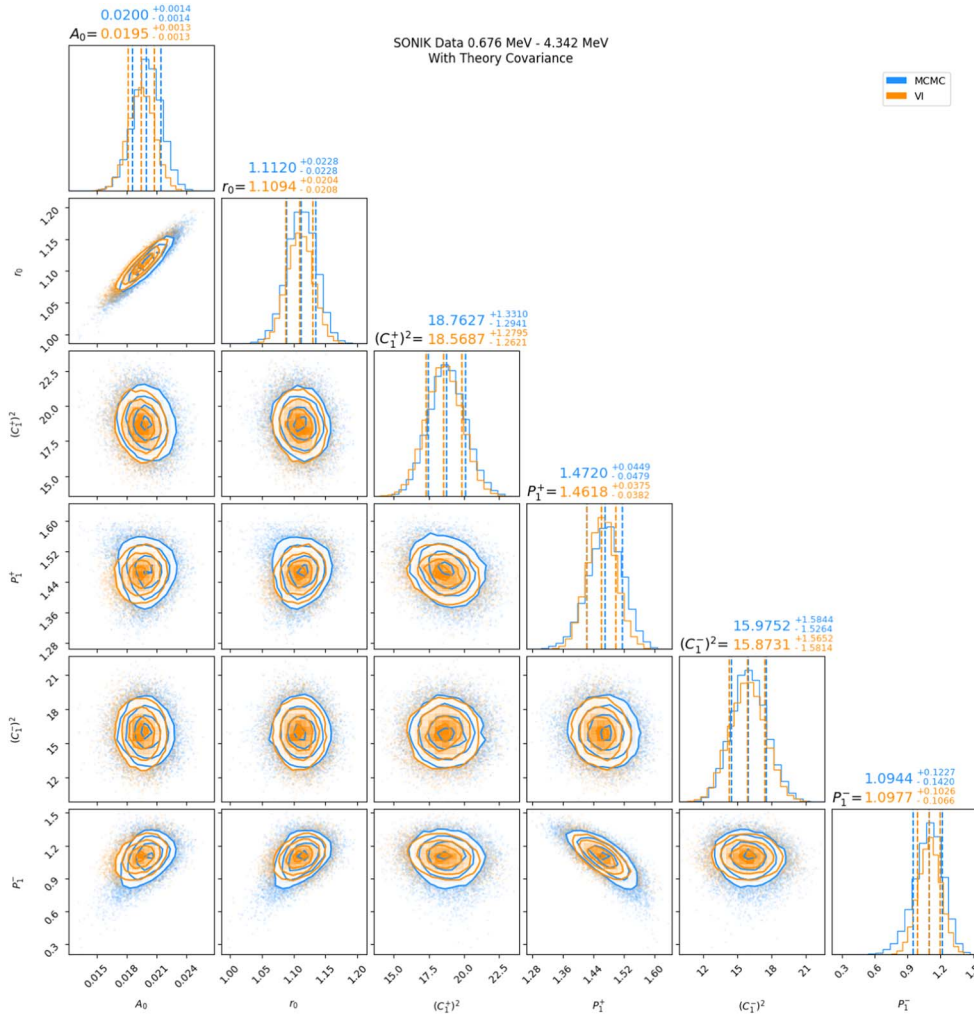 SONIK Data 0.676 MeV - 4.342 MeV
With Theory Covariance
MCMC
VI
0.0200 +0.0014 - 0.0014
A₀= 0.0195 +0.0013 - 0.0013
1.1120 +0.0228 - 0.0228
r₀= 1.1094 +0.0204 - 0.0208
18.7627 +1.3310 - 1.2941
(C₁⁺)²= 18.5687 +1.2795 - 1.2621
1.4720 +0.0449 - 0.0479
P₁⁺= 1.4618 +0.0375 - 0.0382
15.9752 +1.5844 - 1.5264
(C₁⁻)²= 15.8731 +1.5652 - 1.5814
1.0944 +0.1227 - 0.1420
P₁⁻= 1.0977 +0.1026 - 0.1066
r₀
1.20
1.15
1.10
1.05
1.00
(C₁⁺)²
22.5
20.0
17.5
15.0
P₁⁺
1.60
1.52
1.44
1.36
1.28
(C₁⁻)²
21
18
15
12
P₁⁻
1.5
1.2
0.9
0.6
0.3
0.015 0.018 0.021 0.024
1.00 1.05 1.10 1.15 1.20
15.0 17.5 20.0 22.5
1.28 1.36 1.44 1.52 1.60
12 15 18 21
0.3 0.6 0.9 1.2
A₀ r₀ (C₁⁺)² P₁⁺ (C₁⁻)² P₁⁻